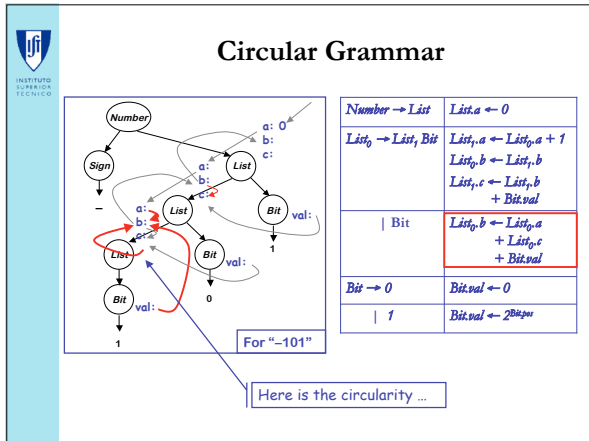 INSTITUTO
SUPERIOR
TÉCNICO
Circular Grammar
Number
a: 0
b:
c:
Sign
List
a:
b:
c:
–
List
Bit
val:
a:
b:
c:
1
List
Bit
val:
Bit
val:
0
1
For "–101"
Number → List
List.a ← 0
List₀ → List₁ Bit
List₁.a ← List₀.a + 1
List₀.b ← List₁.b
List₁.c ← List₁.b
+ Bit.val
| Bit
List₀.b ← List₀.a
+ List₀.c
+ Bit.val
Bit → 0
Bit.val ← 0
| 1
Bit.val ← 2^Bit.pos
Here is the circularity …